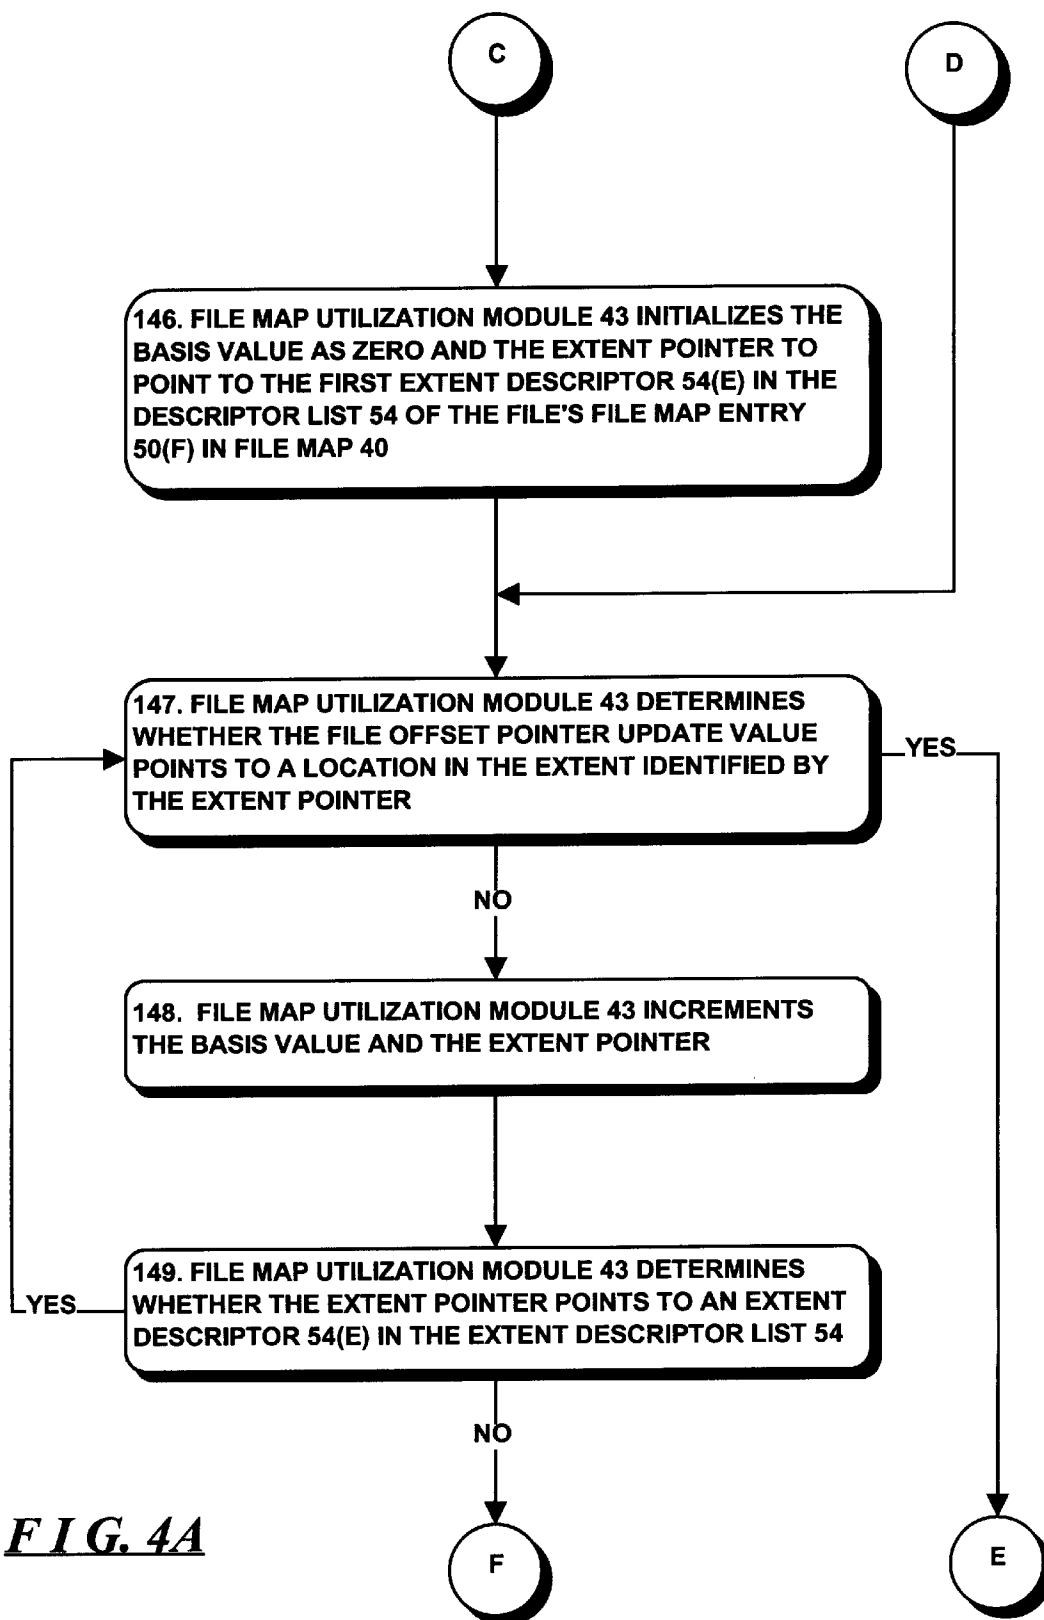 C
D
146. FILE MAP UTILIZATION MODULE 43 INITIALIZES THE
BASIS VALUE AS ZERO AND THE EXTENT POINTER TO
POINT TO THE FIRST EXTENT DESCRIPTOR 54(E) IN THE
DESCRIPTOR LIST 54 OF THE FILE'S FILE MAP ENTRY
50(F) IN FILE MAP 40
147. FILE MAP UTILIZATION MODULE 43 DETERMINES
WHETHER THE FILE OFFSET POINTER UPDATE VALUE
POINTS TO A LOCATION IN THE EXTENT IDENTIFIED BY
THE EXTENT POINTER
YES
NO
148. FILE MAP UTILIZATION MODULE 43 INCREMENTS
THE BASIS VALUE AND THE EXTENT POINTER
149. FILE MAP UTILIZATION MODULE 43 DETERMINES
WHETHER THE EXTENT POINTER POINTS TO AN EXTENT
DESCRIPTOR 54(E) IN THE EXTENT DESCRIPTOR LIST 54
YES
NO
F I G. 4A
F
E